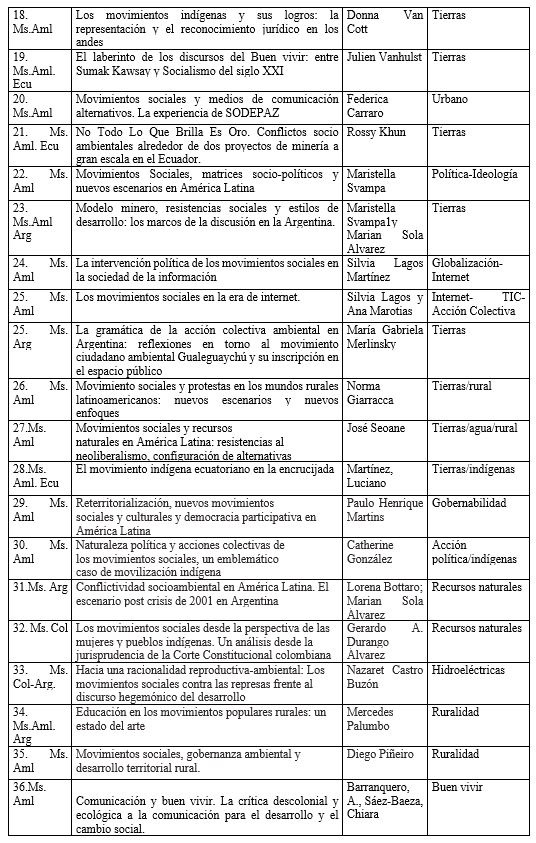 18. Los movimientos indígenas y sus logros: la Donna Van Tierras
Ms.Aml representación y el reconocimiento jurídico en los Cott
andes
19. El laberinto de los discursos del Buen vivir: entre Julien Vanhulst Tierras
Ms.Aml. Sumak Kawsay y Socialismo del siglo XXI
Ecu
20. Movimientos sociales y medios de comunicación Federica Urbano
Ms.Aml alternativos. La experiencia de SODEPAZ Carraro
21. Ms. No Todo Lo Que Brilla Es Oro. Conflictos socio Rossy Khun Tierras
Aml. Ecu ambientales alrededor de dos proyectos de minería a
gran escala en el Ecuador.
22. Ms. Movimientos Sociales, matrices socio-políticos y Maristella Política-Ideología
Aml nuevos escenarios en América Latina Svampa
23. Modelo minero, resistencias sociales y estilos de Maristella Tierras
Ms.Aml desarrollo: los marcos de la discusión en la Argentina. Svampa1y
Arg Marian Sola
Alvarez
24. Ms. La intervención política de los movimientos sociales en Silvia Lagos Globalización-
Aml la sociedad de la información Martínez Internet
25. Ms. Los movimientos sociales en la era de internet. Silvia Lagos y Internet- TIC-
Aml Ana Marotias Acción Colectiva
25. Ms. La gramática de la acción colectiva ambiental en María Gabriela Tierras
Arg Argentina: reflexiones en torno al movimiento Merlinsky
ciudadano ambiental Gualeguaychú y su inscripción en
el espacio público
26. Ms. Movimiento sociales y protestas en los mundos rurales Norma Tierras/rural
Aml latinoamericanos: nuevos escenarios y nuevos Giarracca
enfoques
27.Ms. Movimientos sociales y recursos José Seoane Tierras/agua/rural
Aml naturales en América Latina: resistencias al
neoliberalismo, configuración de alternativas
28.Ms. El movimiento indígena ecuatoriano en la encrucijada Martínez, Tierras/indígenas
Aml. Ecu Luciano
29. Ms. Reterritorialización, nuevos movimientos Paulo Henrique Gobernabilidad
Aml sociales y culturales y democracia participativa en Martins
América Latina
30. Ms. Naturaleza política y acciones colectivas de Catherine Acción
Aml los movimientos sociales, un emblemático González política/indígenas
caso de movilización indígena
31.Ms. Arg Conflictividad socioambiental en América Latina. El Lorena Bottaro; Recursos naturales
escenario post crisis de 2001 en Argentina Marian Sola
Alvarez
32. Ms. Col Los movimientos sociales desde la perspectiva de las Gerardo A. Recursos naturales
mujeres y pueblos indígenas. Un análisis desde la Durango
jurisprudencia de la Corte Constitucional colombiana Alvarez
33. Ms. Hacia una racionalidad reproductiva-ambiental: Los Nazaret Castro Hidroeléctricas
Col-Arg. movimientos sociales contra las represas frente al Buzón
discurso hegemónico del desarrollo
34. Educación en los movimientos populares rurales: un Mercedes Ruralidad
Ms.Aml. estado del arte Palumbo
Arg
35. Ms. Movimientos sociales, gobernanza ambiental y Diego Piñeiro Ruralidad
Aml desarrollo territorial rural.
36.Ms. Barranquero, Buen vivir
Aml Comunicación y buen vivir. La crítica descolonial y A., Sáez-Baeza,
ecológica a la comunicación para el desarrollo y el Chiara
cambio social.